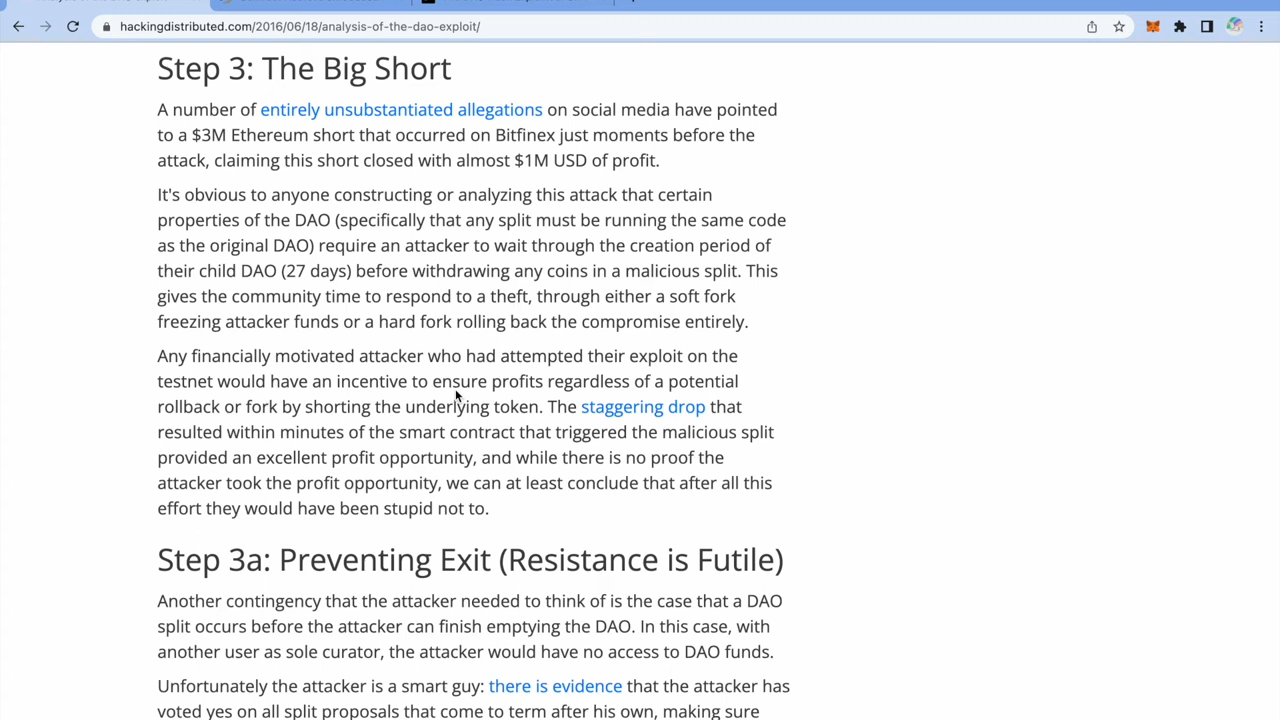 hackingdistributed.com/2016/06/18/analysis-of-the-dao-exploit/
Step 3: The Big Short
A number of entirely unsubstantiated allegations on social media have pointed
to a $3M Ethereum short that occurred on Bitfinex just moments before the
attack, claiming this short closed with almost $1M USD of profit.
It's obvious to anyone constructing or analyzing this attack that certain
properties of the DAO (specifically that any split must be running the same code
as the original DAO) require an attacker to wait through the creation period of
their child DAO (27 days) before withdrawing any coins in a malicious split. This
gives the community time to respond to a theft, through either a soft fork
freezing attacker funds or a hard fork rolling back the compromise entirely.
Any financially motivated attacker who had attempted their exploit on the
testnet would have an incentive to ensure profits regardless of a potential
rollback or fork by shorting the underlying token. The staggering drop that
resulted within minutes of the smart contract that triggered the malicious split
provided an excellent profit opportunity, and while there is no proof the
attacker took the profit opportunity, we can at least conclude that after all this
effort they would have been stupid not to.
Step 3a: Preventing Exit (Resistance is Futile)
Another contingency that the attacker needed to think of is the case that a DAO
split occurs before the attacker can finish emptying the DAO. In this case, with
another user as sole curator, the attacker would have no access to DAO funds.
Unfortunately the attacker is a smart guy: there is evidence that the attacker has
voted yes on all split proposals that come to term after his own, making sure